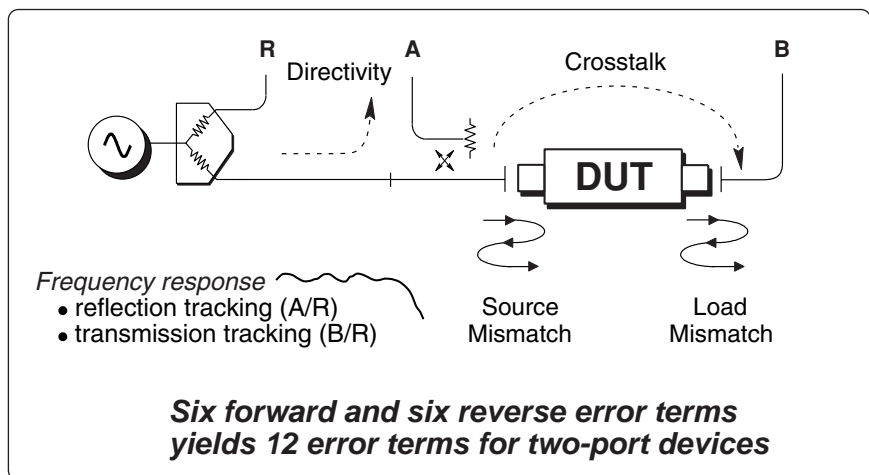 R
A
B
Directivity
Crosstalk
DUT
Frequency response
• reflection tracking (A/R)
• transmission tracking (B/R)
Source
Mismatch
Load
Mismatch
Six forward and six reverse error terms
yields 12 error terms for two-port devices